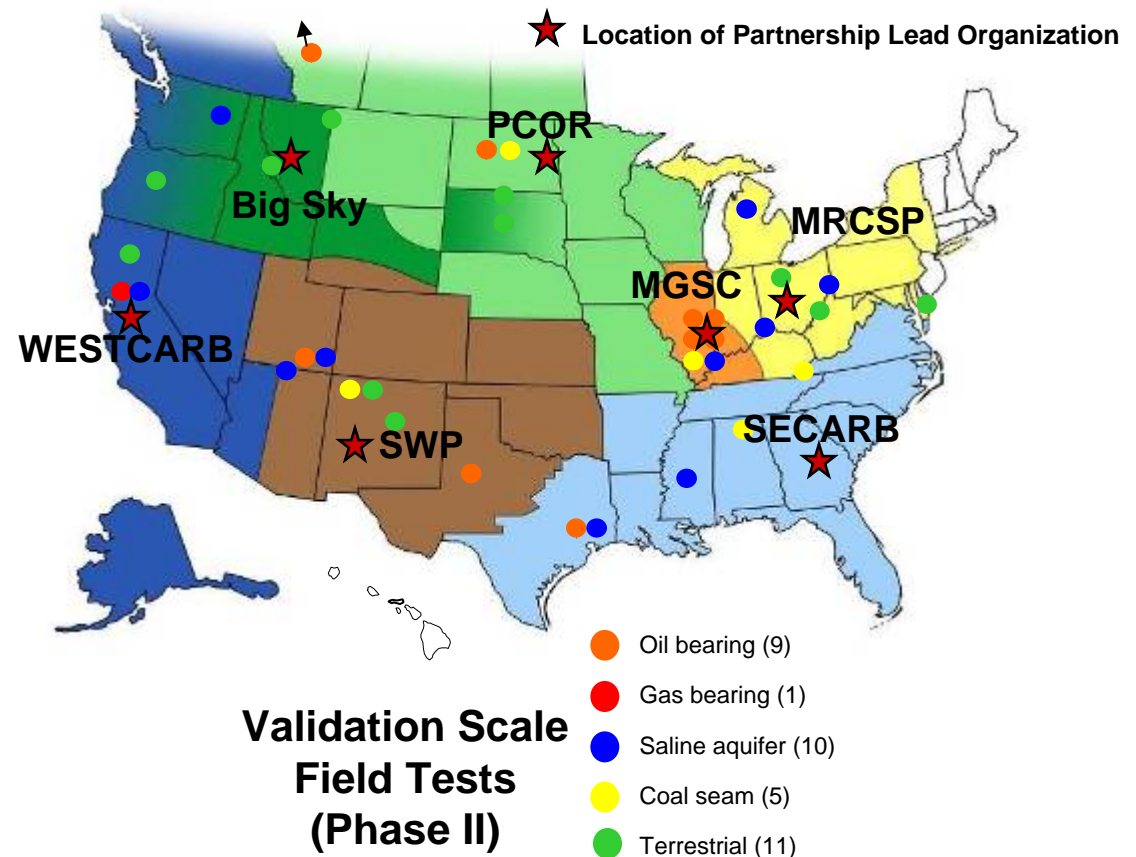 Location of Partnership Lead Organization
PCOR
Big Sky
MRCSP
MGSC
WESTCARB
SECARB
SWP
Validation Scale
Field Tests
(Phase II)
Oil bearing (9)
Gas bearing (1)
Saline aquifer (10)
Coal seam (5)
Terrestrial (11)